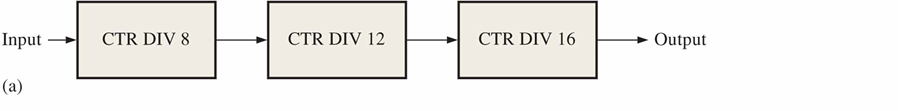 Input CTR DIV 8 CTR DIV 12 CTR DIV 16 Output
(a)